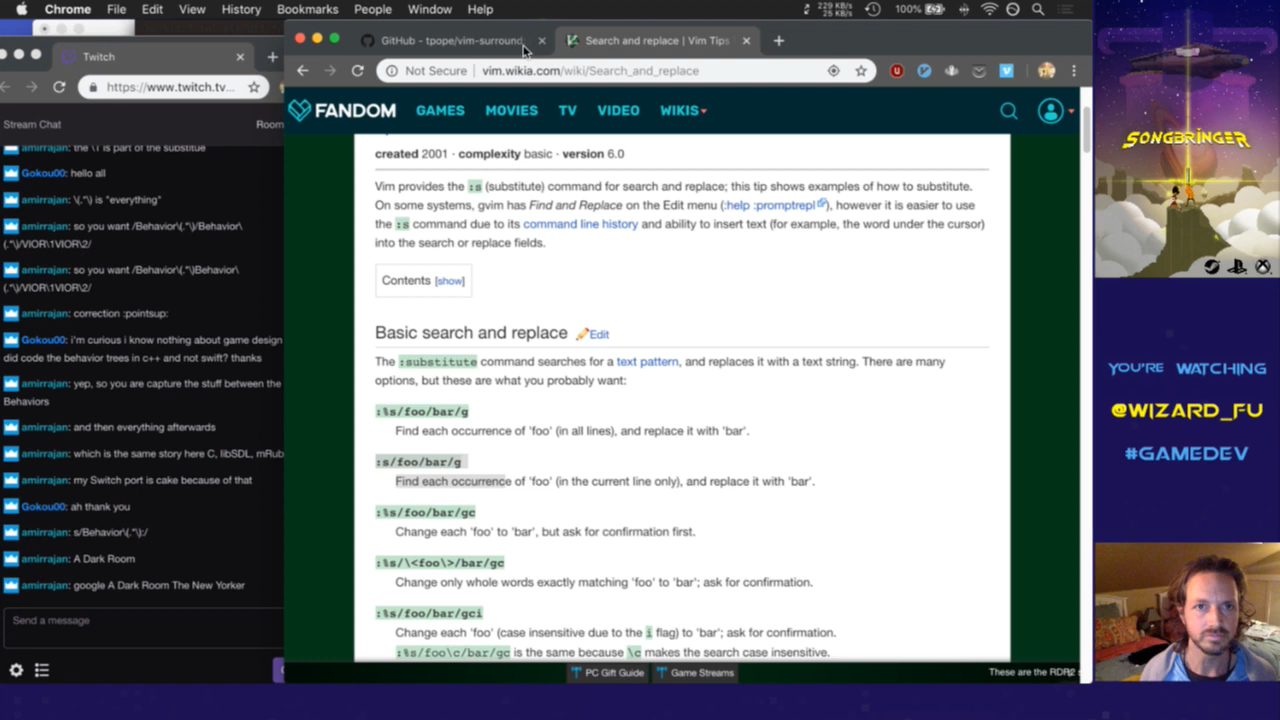 Chrome File Edit View History Bookmarks People Window Help
229 KB/s
25 KB/s
100%
Twitch
https://www.twitch.tv...
Stream Chat
Room
amirrajan: the \1 is part of the substitue
Gokou00: hello all
amirrajan: \(.*\) is "everything"
amirrajan: so you want /Behavior\(.*\)/Behavior\
(.*\)/VIOR\1VIOR\2/
amirrajan: so you want /Behavior\(.*\)Behavior\
(.*\)/VIOR\1VIOR\2/
amirrajan: correction :pointsup:
Gokou00: i'm curious i know nothing about game design
did code the behavior trees in c++ and not swift? thanks
amirrajan: yep, so you are capture the stuff between the
Behaviors
amirrajan: and then everything afterwards
amirrajan: which is the same story here C, libSDL, mRub
amirrajan: my Switch port is cake because of that
Gokou00: ah thank you
amirrajan: s/Behavior\(.*\):/
amirrajan: A Dark Room
amirrajan: google A Dark Room The New Yorker
Send a message
GitHub - tpope/vim-surround
Search and replace | Vim Tips
Not Secure | vim.wikia.com/wiki/Search_and_replace
FANDOM GAMES MOVIES TV VIDEO WIKIS
created 2001 · complexity basic · version 6.0
Vim provides the :s (substitute) command for search and replace; this tip shows examples of how to substitute.
On some systems, gvim has Find and Replace on the Edit menu (:help :promptrepl), however it is easier to use
the :s command due to its command line history and ability to insert text (for example, the word under the cursor)
into the search or replace fields.
Contents [show]
Basic search and replace Edit
The :substitute command searches for a text pattern, and replaces it with a text string. There are many
options, but these are what you probably want:
:%s/foo/bar/g
Find each occurrence of 'foo' (in all lines), and replace it with 'bar'.
:s/foo/bar/g
Find each occurrence of 'foo' (in the current line only), and replace it with 'bar'.
:%s/foo/bar/gc
Change each 'foo' to 'bar', but ask for confirmation first.
:%s/\<foo\>/bar/gc
Change only whole words exactly matching 'foo' to 'bar'; ask for confirmation.
:%s/foo/bar/gci
Change each 'foo' (case insensitive due to the i flag) to 'bar'; ask for confirmation.
:%s/foo\c/bar/gc is the same because \c makes the search case insensitive.
PC Gift Guide Game Streams
These are the RDR2
SONGBRINGER
YOU'RE WATCHING
@WIZARD_FU
#GAMEDEV